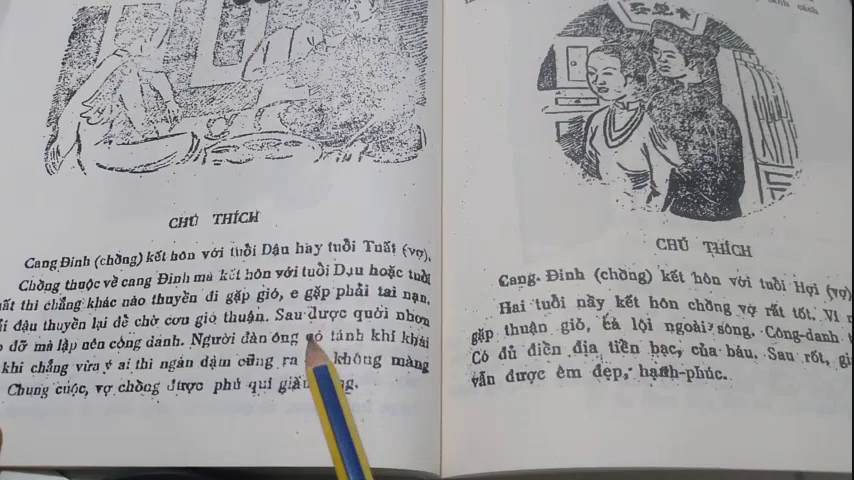 CHÚ THÍCH
Cang Đinh (chồng) kết hôn với tuổi Dậu hay tuổi Tuất (vợ).
Chồng thuộc về cang Đinh mà kết hôn với tuổi Dậu hoặc tuổi
thì chẳng khác nào thuyền đi gặp gió, e gặp phải tai nạn.
đậu thuyền lại để chờ cơn gió thuận. Sau được quới nhơn
đỡ mà lập nên công danh. Người đàn ông có tánh khí khái
khi chẳng vừa ý ai thì ngàn dậm cũng ra không màng
Chung cuộc, vợ chồng được phú quí
CHÚ THÍCH
Cang Đinh (chồng) kết hôn với tuổi Hợi (vợ)
Hai tuổi nầy kết hôn chồng vợ rất tốt. Ví
gặp thuận gió, cá lội ngoài sông. Công-danh
Có đủ điền địa tiền bạc, của báu. Sau rốt,
vẫn được êm đẹp, hạnh-phúc.